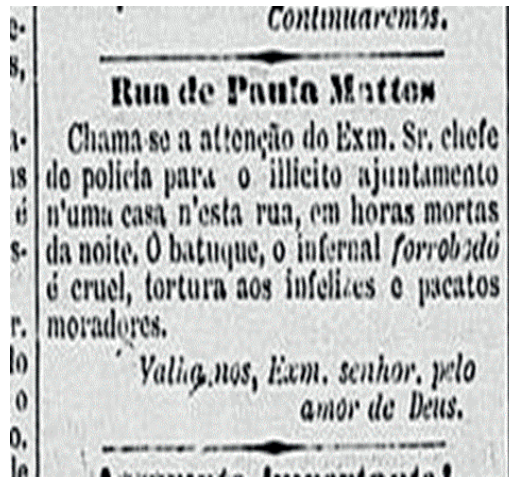 Continuaremos.
Rua de Paula Mattos
Chama-se a attenção do Exm. Sr. chefe
de policia para o illicito ajuntamento
n'uma casa n'esta rua, em horas mortas
da noite. O batuque, o infernal forrobodó
é cruel, tortura aos infelizes e pacatos
moradores.
Valha-nos, Exm. senhor, pelo
amor de Deus.